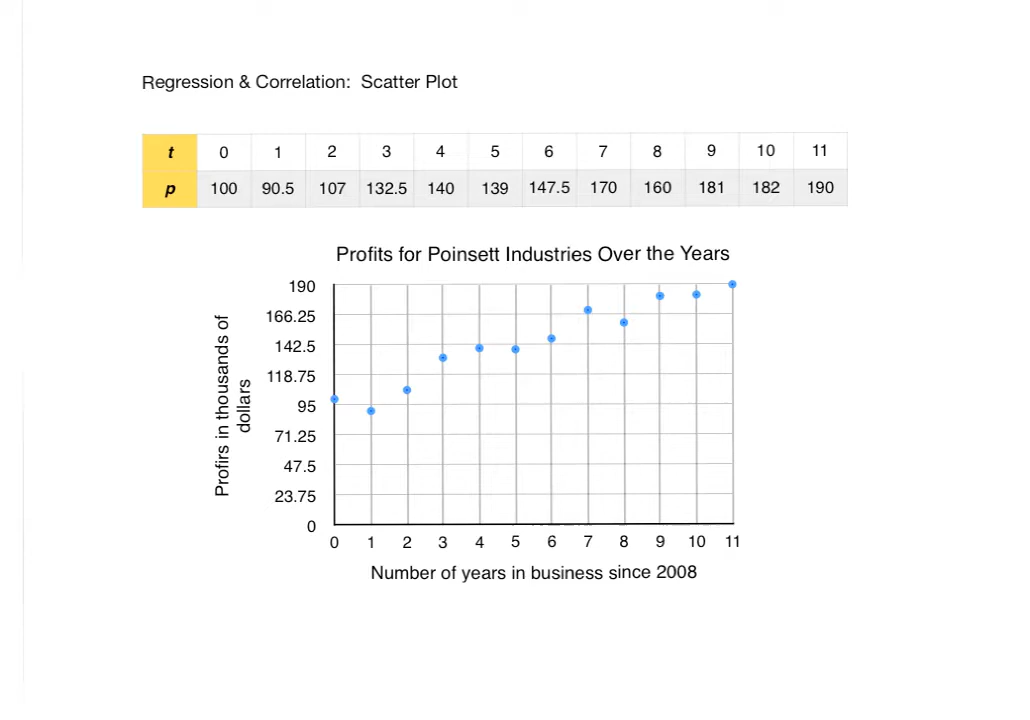 Regression & Correlation: Scatter Plot
t 0 1 2 3 4 5 6 7 8 9 10 11
p 100 90.5 107 132.5 140 139 147.5 170 160 181 182 190
Profits for Poinsett Industries Over the Years
Profirs in thousands of
dollars
190
166.25
142.5
118.75
95
71.25
47.5
23.75
0
0 1 2 3 4 5 6 7 8 9 10 11
Number of years in business since 2008